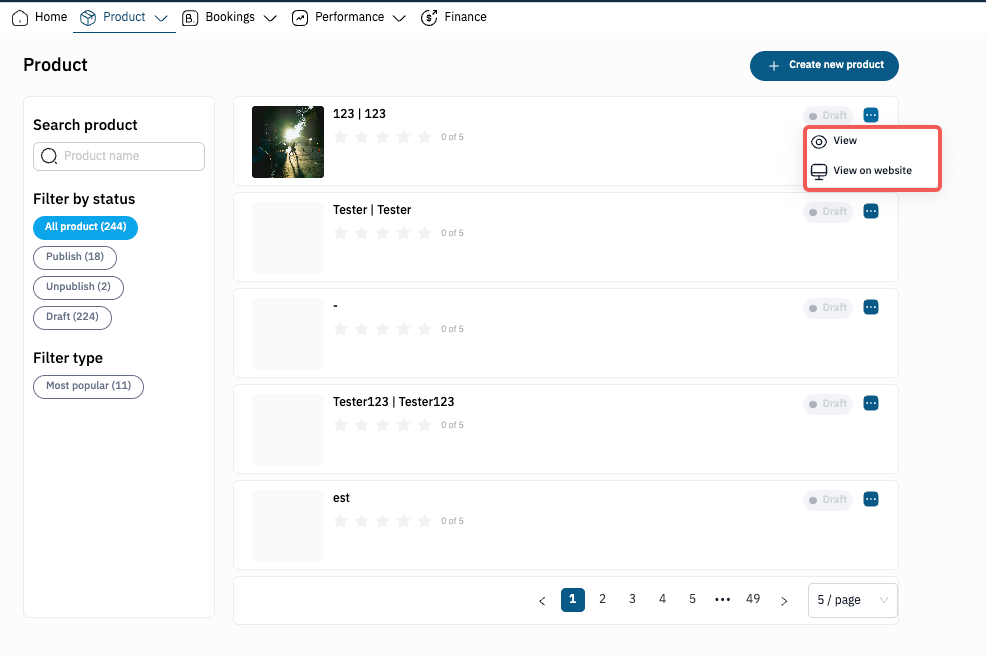 Home Product B. Bookings Performance $ Finance
Product
+ Create new product
Search product
Product name
Filter by status
All product (244)
Publish (18)
Unpublish (2)
Draft (224)
Filter type
Most popular (11)
123 | 123
0 of 5
Draft
View
View on website
Tester | Tester
0 of 5
Draft
-
0 of 5
Draft
Tester123 | Tester123
0 of 5
Draft
est
0 of 5
Draft
< 1 2 3 4 5 ••• 49 >
5 / page